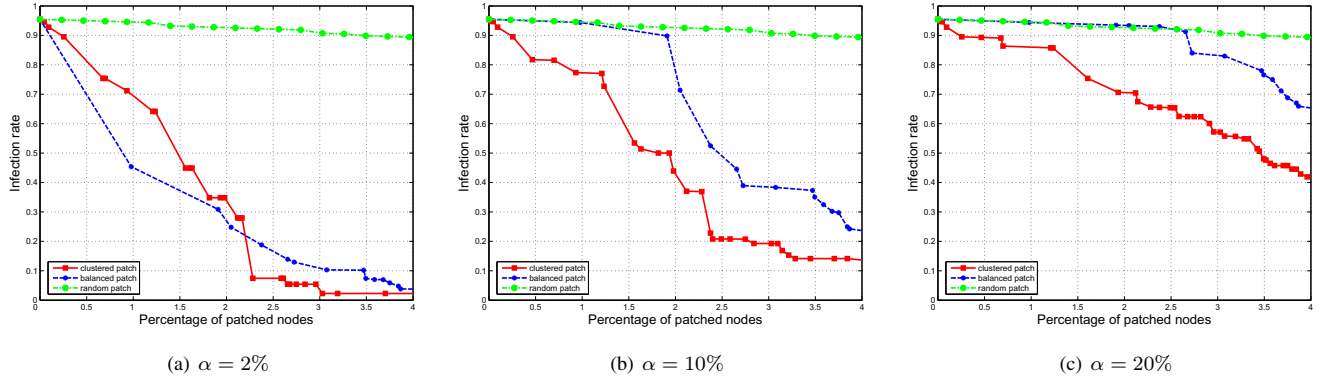 1
0.9
0.8
0.7
0.6
0.5
0.4
0.3
0.2
0.1
0
Infection rate
clustered patch
balanced patch
random patch
0 0.5 1 1.5 2 2.5 3 3.5 4
Percentage of patched nodes
(a) α = 2%
1
0.9
0.8
0.7
0.6
0.5
0.4
0.3
0.2
0.1
0
Infection rate
clustered patch
balanced patch
random patch
0 0.5 1 1.5 2 2.5 3 3.5 4
Percentage of patched nodes
(b) α = 10%
1
0.9
0.8
0.7
0.6
0.5
0.4
0.3
0.2
0.1
0
Infection rate
clustered patch
balanced patch
random patch
0 0.5 1 1.5 2 2.5 3 3.5 4
Percentage of patched nodes
(c) α = 20%